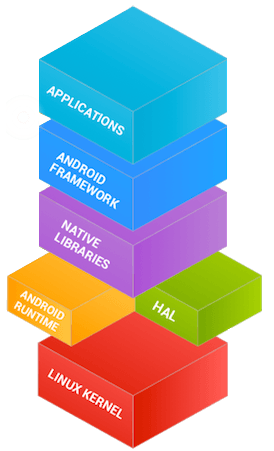 APPLICATIONS
ANDROID
FRAMEWORK
NATIVE
LIBRARIES
ANDROID
RUNTIME
HAL
LINUX KERNEL